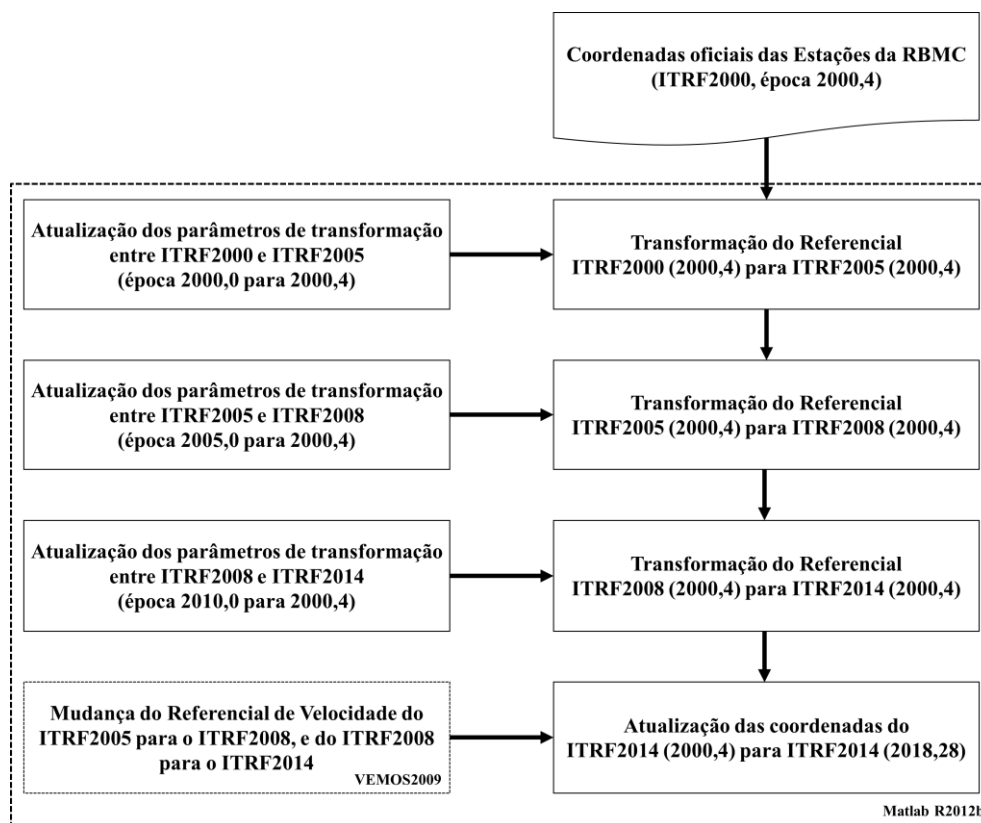 Coordenadas oficiais das Estações da RBMC
(ITRF2000, época 2000,4)
Atualização dos parâmetros de transformação
entre ITRF2000 e ITRF2005
(época 2000,0 para 2000,4)
Transformação do Referencial
ITRF2000 (2000,4) para ITRF2005 (2000,4)
Atualização dos parâmetros de transformação
entre ITRF2005 e ITRF2008
(época 2005,0 para 2000,4)
Transformação do Referencial
ITRF2005 (2000,4) para ITRF2008 (2000,4)
Atualização dos parâmetros de transformação
entre ITRF2008 e ITRF2014
(época 2010,0 para 2000,4)
Transformação do Referencial
ITRF2008 (2000,4) para ITRF2014 (2000,4)
Mudança do Referencial de Velocidade do
ITRF2005 para o ITRF2008, e do ITRF2008
para o ITRF2014
VEMOS2009
Atualização das coordenadas do
ITRF2014 (2000,4) para ITRF2014 (2018,28)
Matlab R2012b